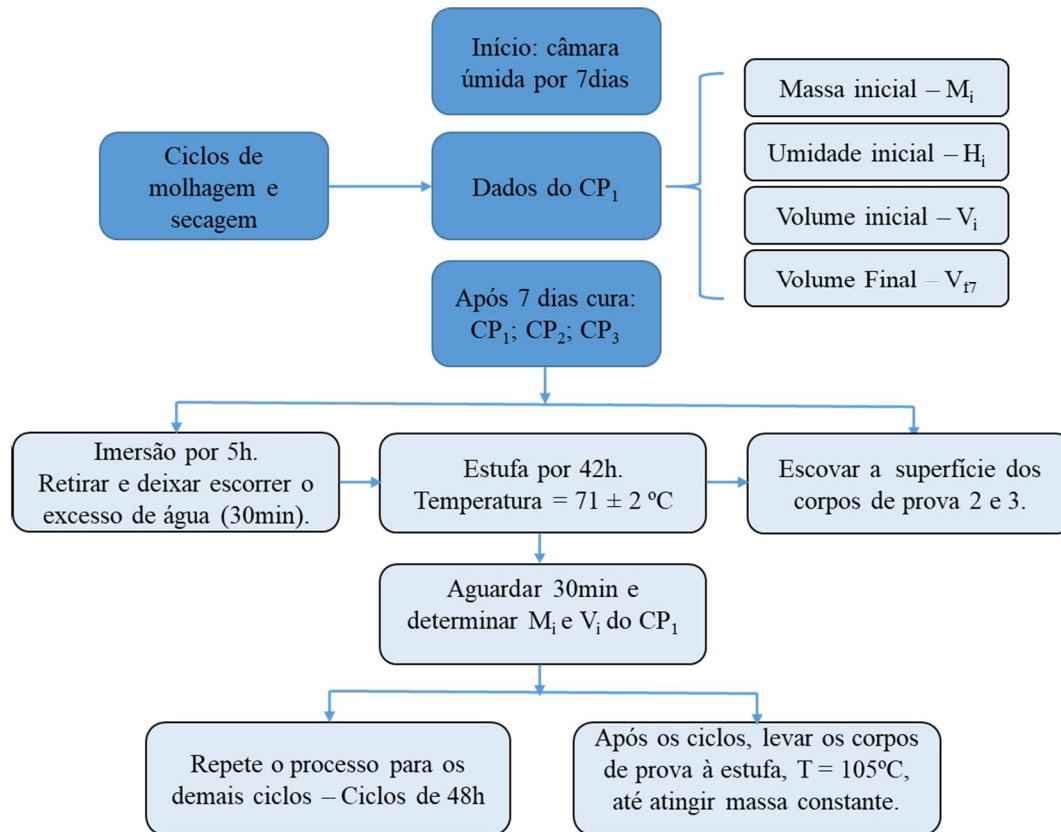 Início: câmara
úmida por 7dias
Massa inicial – Mᵢ
Umidade inicial – Hᵢ
Ciclos de
molhagem e
secagem
Dados do CP₁
Volume inicial – Vᵢ
Volume Final – V_f7
Após 7 dias cura:
CP₁; CP₂; CP₃
Imersão por 5h.
Retirar e deixar escorrer o
excesso de água (30min).
Estufa por 42h.
Temperatura = 71 ± 2 ºC
Escovar a superfície dos
corpos de prova 2 e 3.
Aguardar 30min e
determinar Mᵢ e Vᵢ do CP₁
Repete o processo para os
demais ciclos – Ciclos de 48h
Após os ciclos, levar os corpos
de prova à estufa, T = 105ºC,
até atingir massa constante.